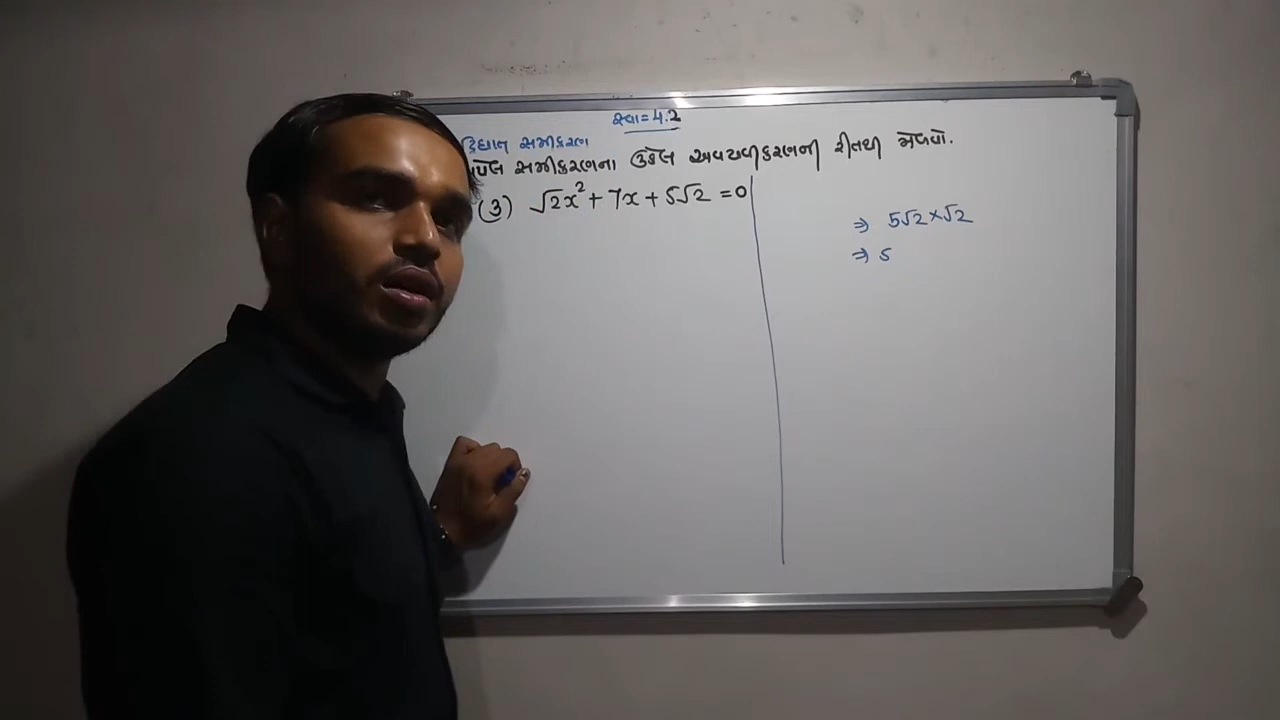 સ્વા = 4.2
દ્વિઘાત સમીકરણ
સમીકરણના ઉકેલ અવયવીકરણની રીતથી મેળવો.
(3) √2x² + 7x + 5√2 = 0
⇒ 5√2 × √2
⇒ 5